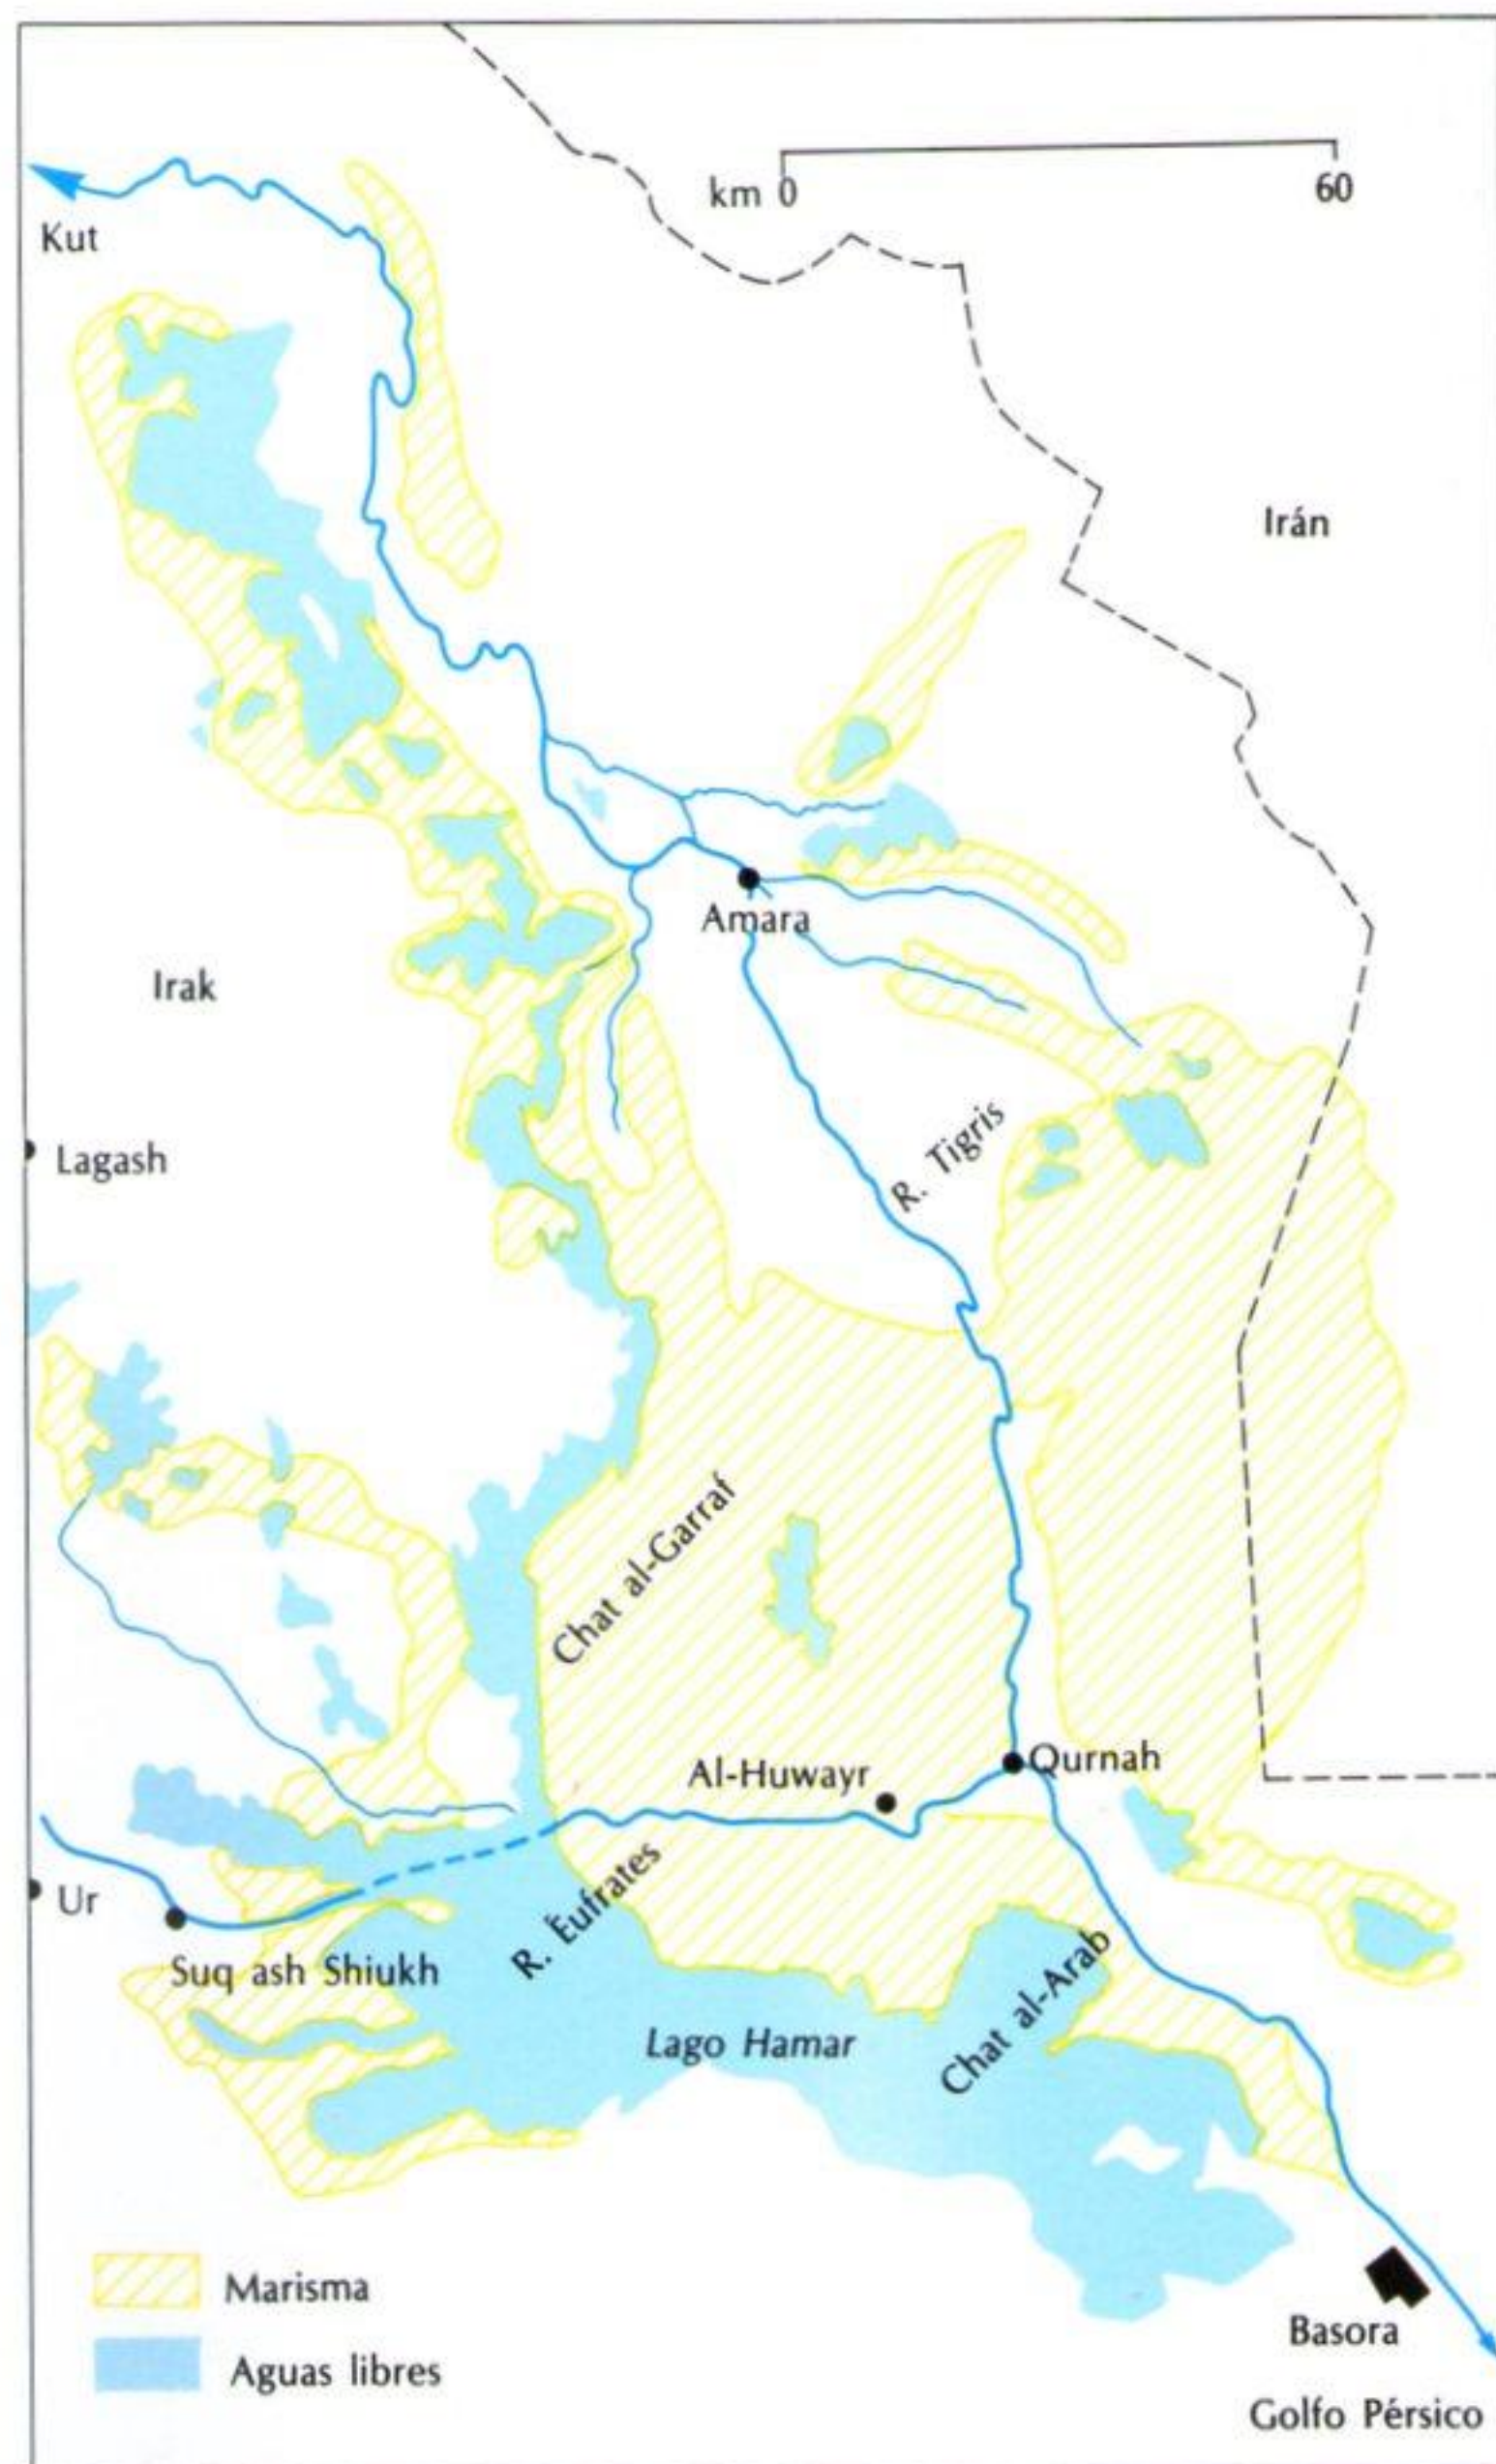 km 0 60
Kut
Irán
Amara
Irak
R. Tigris
Lagash
Chat al-Garraf
Al-Huwayr
Qurnah
Ur
R. Éufrates
Suq ash Shiukh
Chat al-Arab
Lago Hamar
Marisma
Basora
Aguas libres
Golfo Pérsico